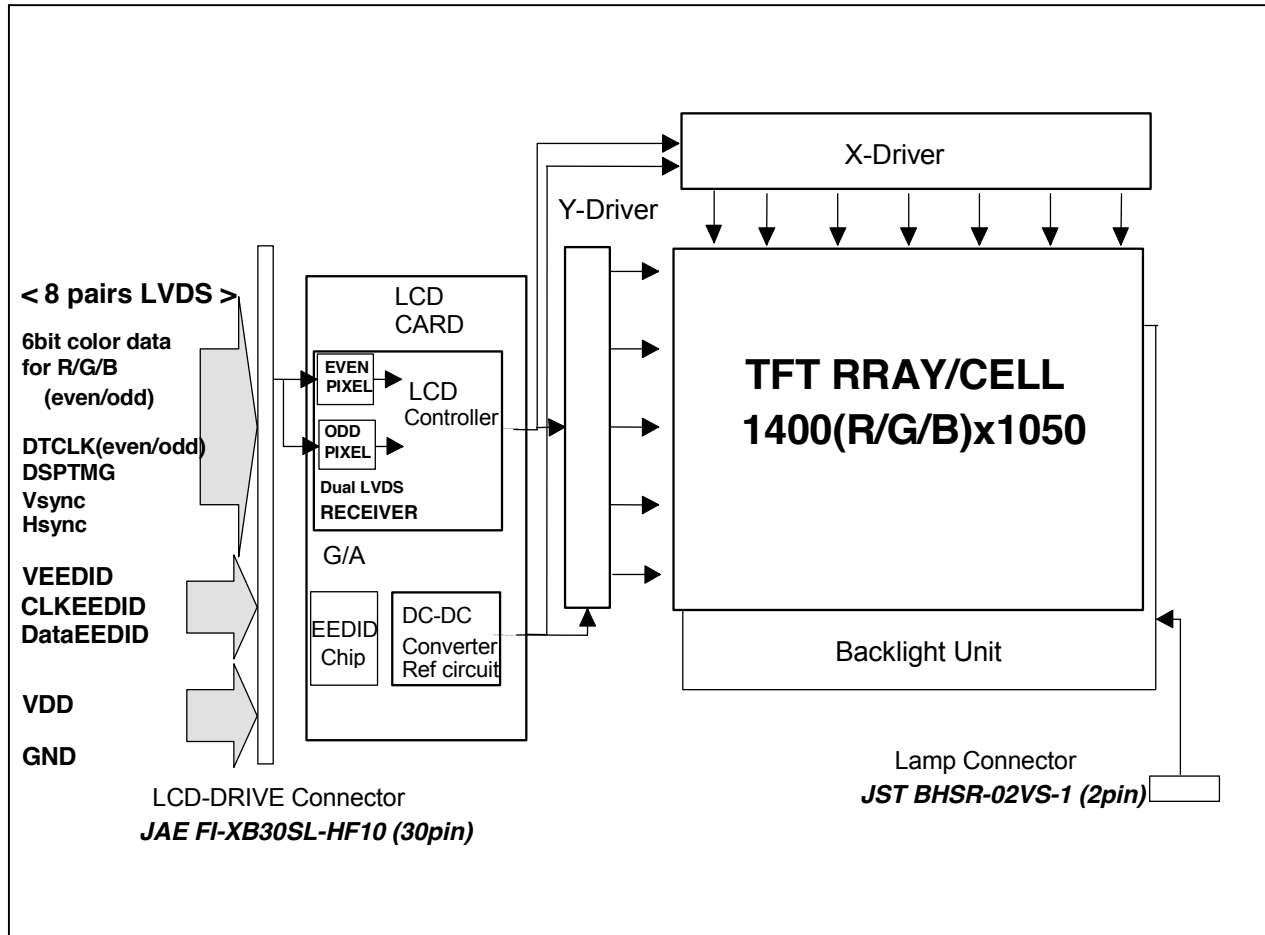 X-Driver
Y-Driver
< 8 pairs LVDS >
6bit color data
for R/G/B
(even/odd)
DTCLK(even/odd)
DSPTMG
Vsync
Hsync
VEEDID
CLKEEDID
DataEEDID
VDD
GND
LCD
CARD
EVEN
PIXEL
LCD
Controller
ODD
PIXEL
Dual LVDS
RECEIVER
G/A
EEDID
Chip
DC-DC
Converter
Ref circuit
TFT RRAY/CELL
1400(R/G/B)x1050
Backlight Unit
LCD-DRIVE Connector
JAE FI-XB30SL-HF10 (30pin)
Lamp Connector
JST BHSR-02VS-1 (2pin)